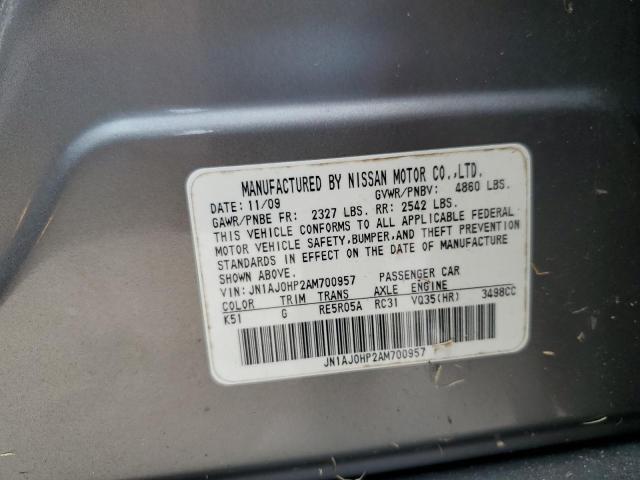 MANUFACTURED BY NISSAN MOTOR CO.,LTD.
DATE: 11/09 GVWR/PNBV: 4860 LBS.
GAWR/PNBE FR: 2327 LBS. RR: 2542 LBS.
THIS VEHICLE CONFORMS TO ALL APPLICABLE FEDERAL
MOTOR VEHICLE SAFETY,BUMPER,AND THEFT PREVENTION
STANDARDS IN EFFECT ON THE DATE OF MANUFACTURE
SHOWN ABOVE.
VIN: JN1AJ0HP2AM700957 PASSENGER CAR
COLOR TRIM TRANS AXLE ENGINE
K51 G RE5R05A RC31 VQ35(HR) 3498CC
JN1AJ0HP2AM700957